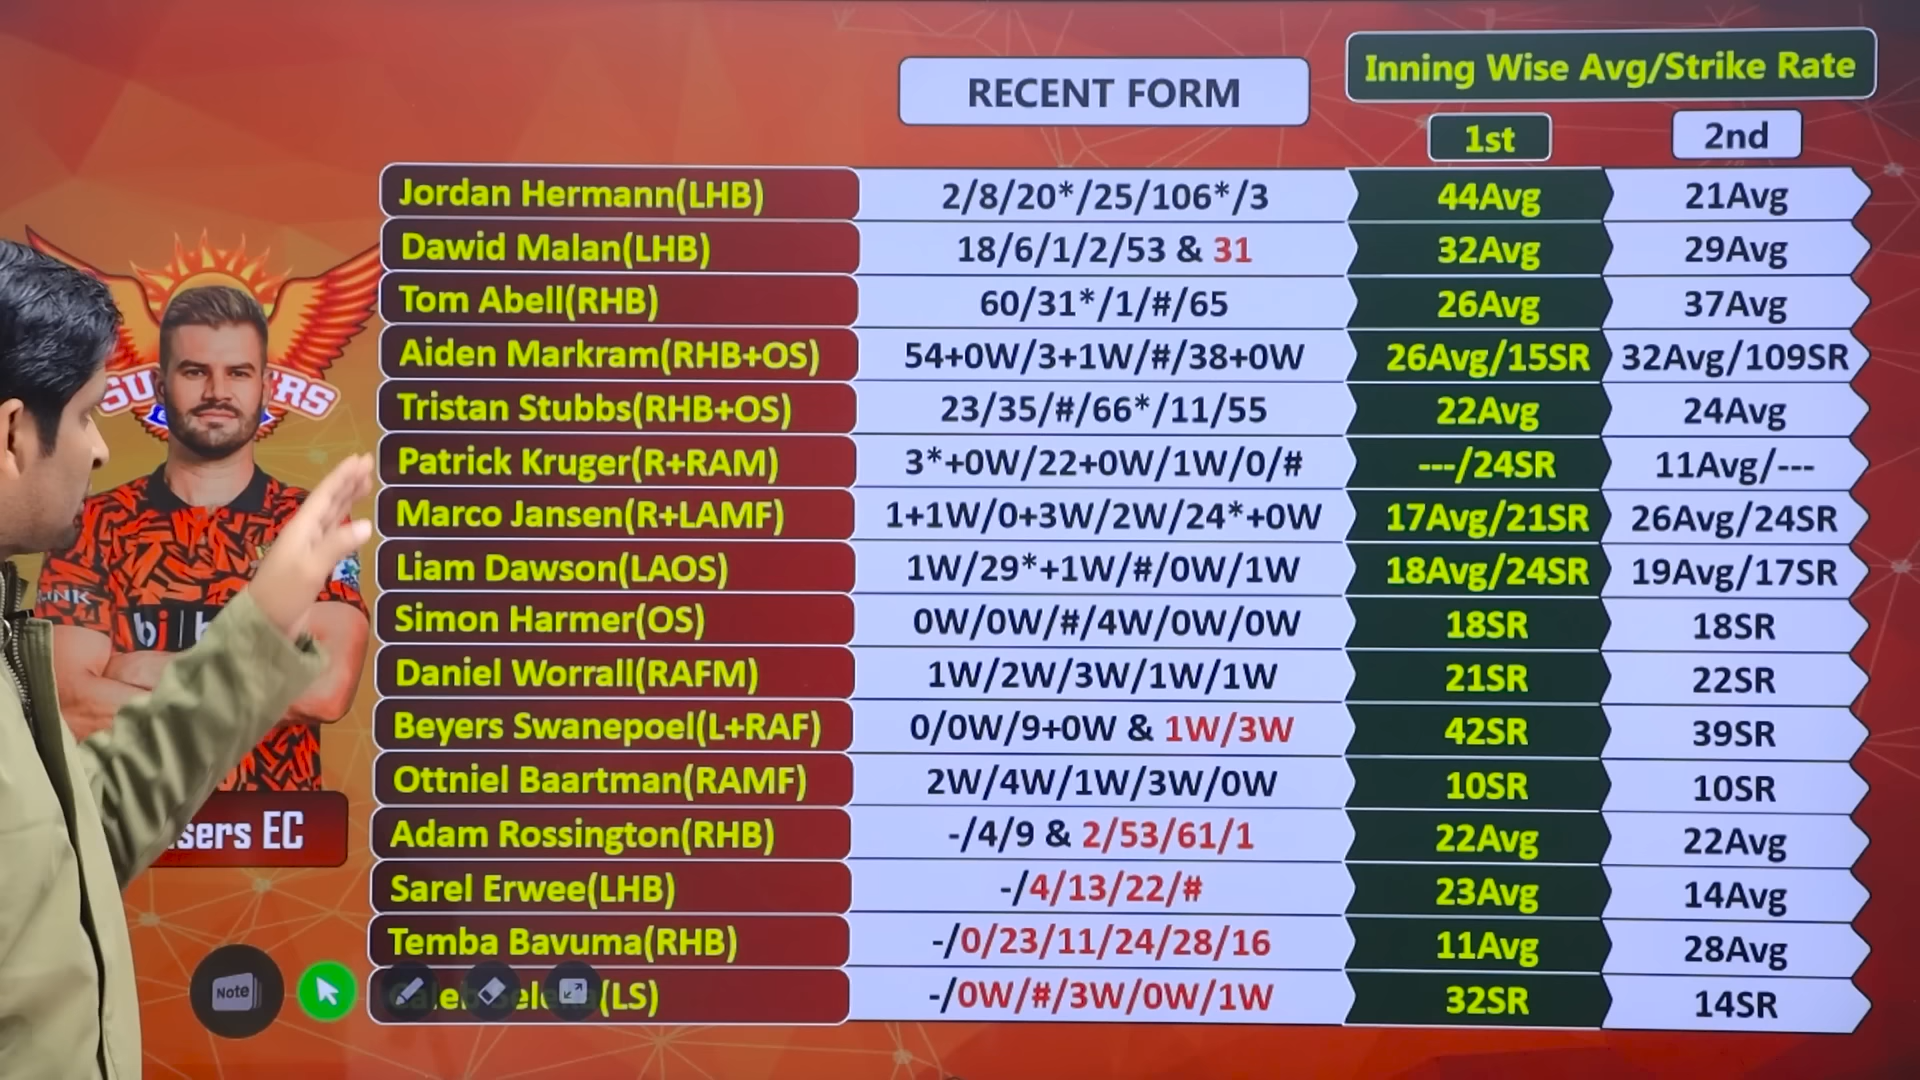 Inning Wise Avg/Strike Rate
RECENT FORM
1st 2nd
Jordan Hermann(LHB) 2/8/20*/25/106*/3 44Avg 21Avg
Dawid Malan(LHB) 18/6/1/2/53 & 31 32Avg 29Avg
Tom Abell(RHB) 60/31*/1/#/65 26Avg 37Avg
Aiden Markram(RHB+OS) 54+0W/3+1W/#/38+0W 26Avg/15SR 32Avg/109SR
Tristan Stubbs(RHB+OS) 23/35/#/66*/11/55 22Avg 24Avg
Patrick Kruger(R+RAM) 3*+0W/22+0W/1W/0/# ---/24SR 11Avg/---
Marco Jansen(R+LAMF) 1+1W/0+3W/2W/24*+0W 17Avg/21SR 26Avg/24SR
Liam Dawson(LAOS) 1W/29*+1W/#/0W/1W 18Avg/24SR 19Avg/17SR
Simon Harmer(OS) 0W/0W/#/4W/0W/0W 18SR 18SR
Daniel Worrall(RAFM) 1W/2W/3W/1W/1W 21SR 22SR
Beyers Swanepoel(L+RAF) 0/0W/9+0W & 1W/3W 42SR 39SR
Ottniel Baartman(RAMF) 2W/4W/1W/3W/0W 10SR 10SR
Adam Rossington(RHB) -/4/9 & 2/53/61/1 22Avg 22Avg
Sarel Erwee(LHB) -/4/13/22/# 23Avg 14Avg
Temba Bavuma(RHB) -/0/23/11/24/28/16 11Avg 28Avg
(LS) -/0W/#/3W/0W/1W 32SR 14SR
EC
Note